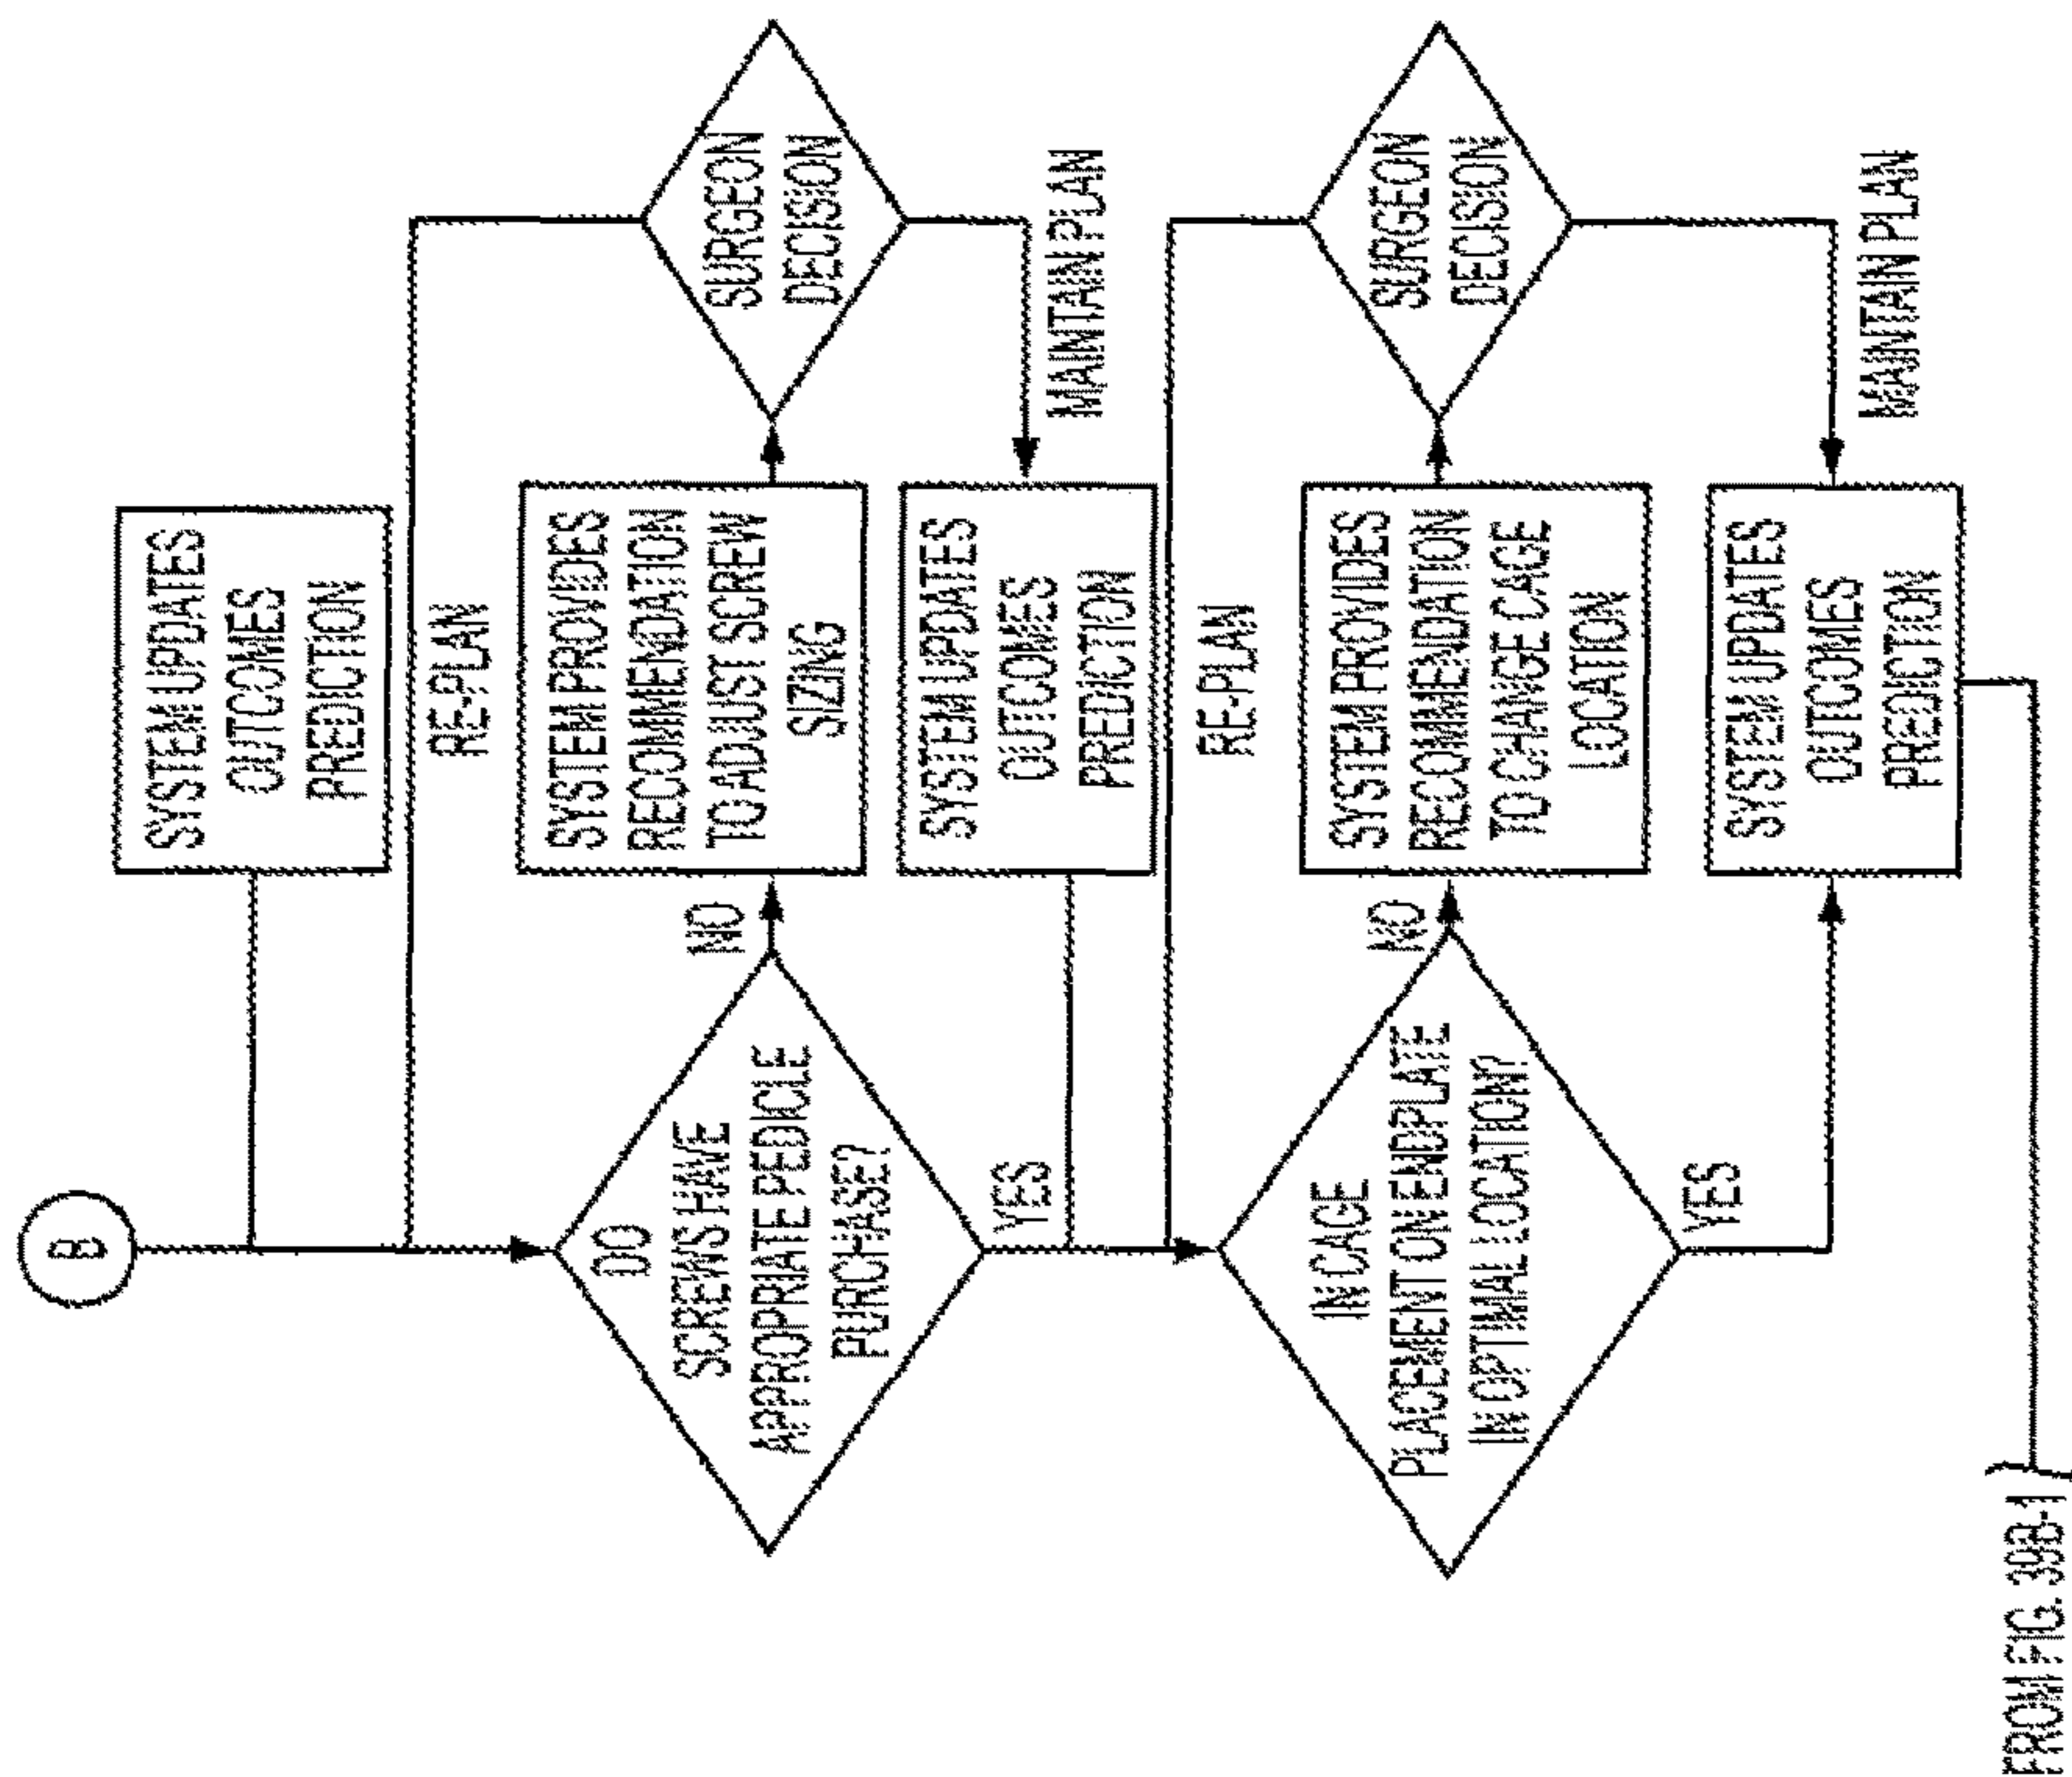 B
SYSTEM UPDATES
OUTCOMES
PREDICTION
RE-PLAN
DO
SCREWS HAVE
APPROPRIATE PEDICLE
PURCHASE?
NO
SYSTEM PROVIDES
RECOMMENDATION
TO ADJUST SCREW
SIZING
SURGEON
DECISION
YES
SYSTEM UPDATES
OUTCOMES
PREDICTION
MAINTAIN PLAN
RE-PLAN
IN CAGE
PLACEMENT ON ENDPLATE
IN OPTIMAL LOCATION?
NO
SYSTEM PROVIDES
RECOMMENDATION
TO CHANGE CAGE
LOCATION
SURGEON
DECISION
YES
SYSTEM UPDATES
OUTCOMES
PREDICTION
MAINTAIN PLAN
FROM FIG. 39B-1